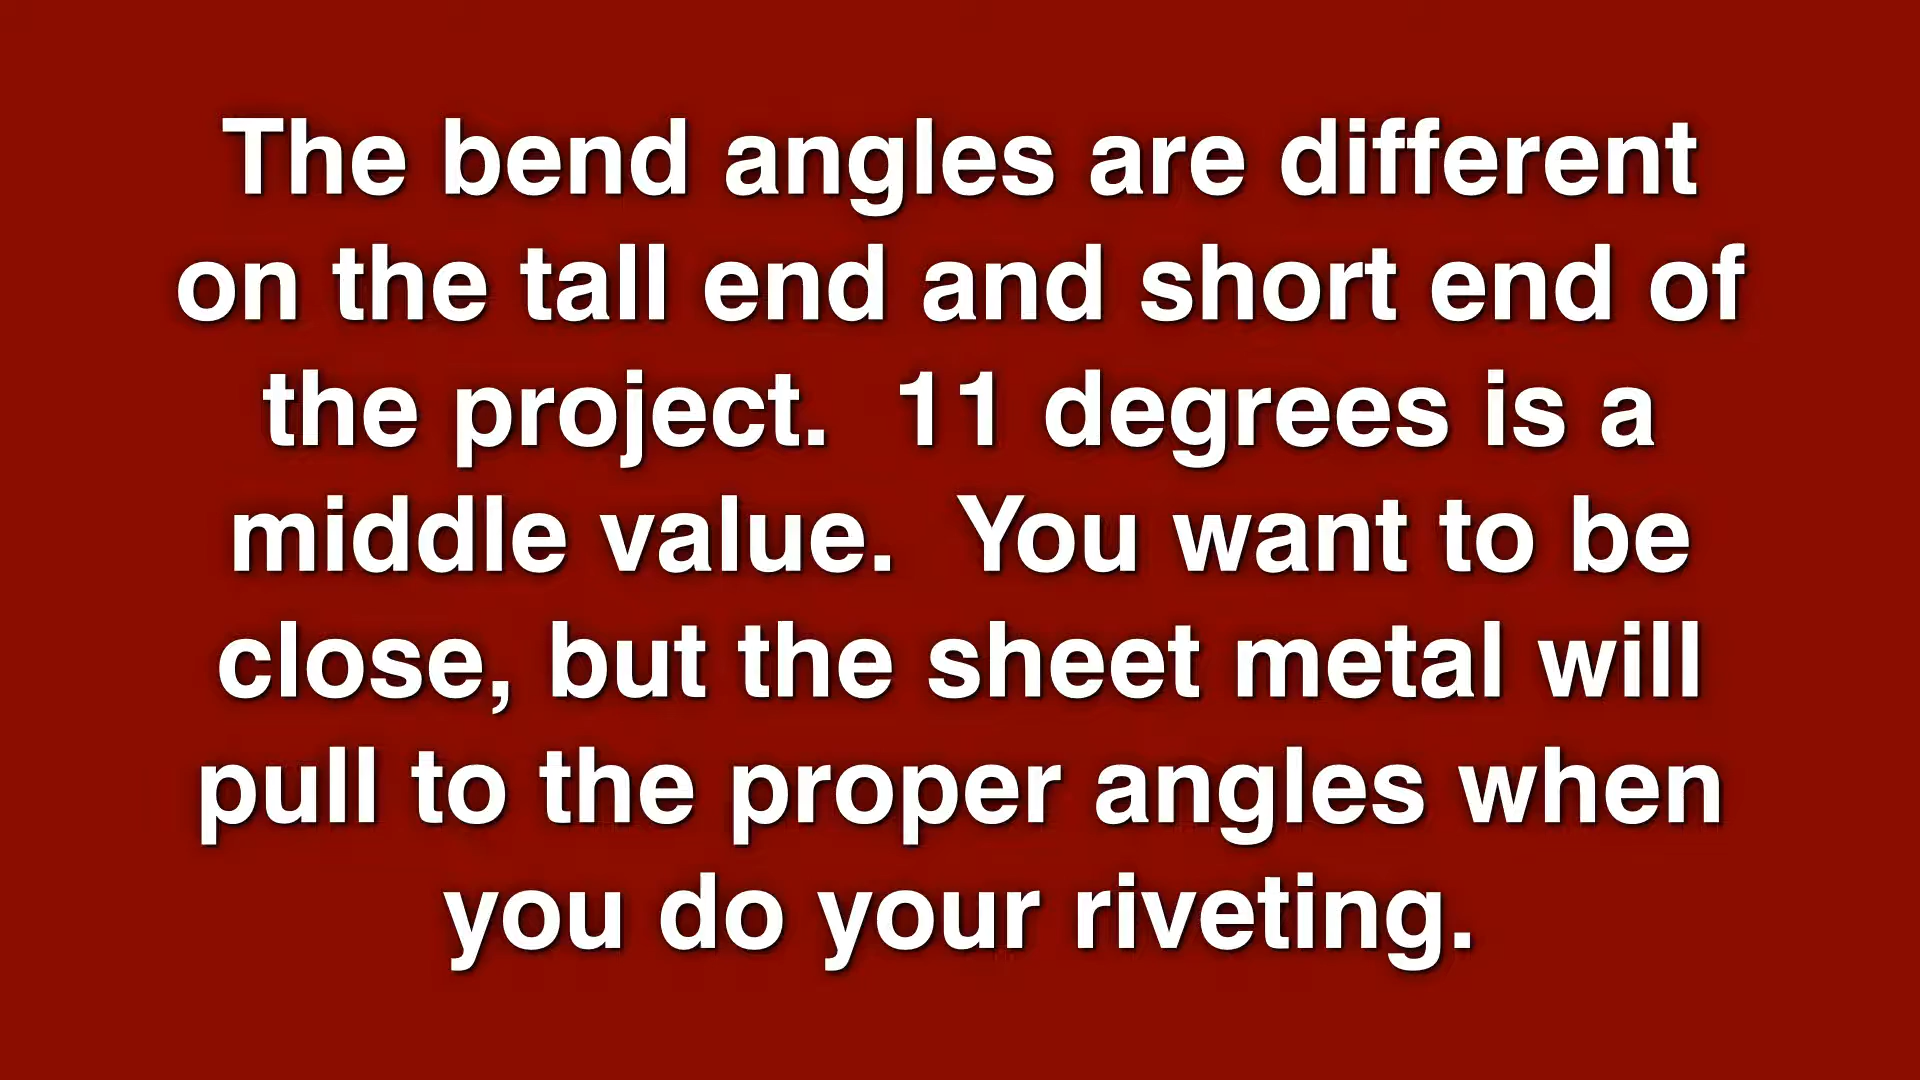 The bend angles are different
on the tall end and short end of
the project.  11 degrees is a
middle value.  You want to be
close, but the sheet metal will
pull to the proper angles when
you do your riveting.